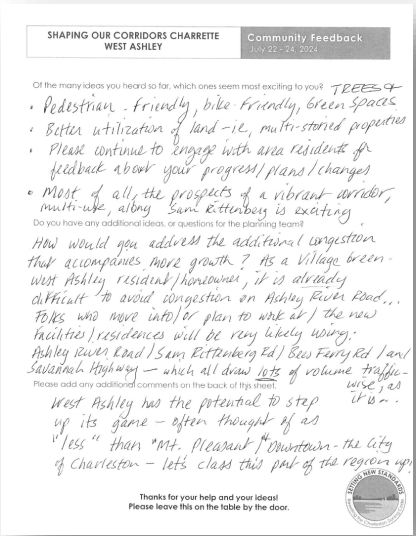 SHAPING OUR CORRIDORS CHARRETTE
WEST ASHLEY
Community Feedback
July 22 - 24, 2024
Of the many ideas you heard so far, which ones seem most exciting to you? TREES &
• Pedestrian-Friendly, bike-friendly, Green Spaces
• Better utilization of land - ie, multi-storied properties
• Please continue to engage with area residents for
feedback about your progress/plans/changes
• Most of all, the prospects of a vibrant corridor,
multi-use, along Sam Rittenberg is exciting
Do you have any additional ideas, or questions for the planning team?
How would you address the additional congestion
that accompanies more growth? As a Village Green-
West Ashley resident/homeowner, it is already
difficult to avoid congestion on Ashley River Road...
Folks who move into/or plan to work at / the new
facilities/residences will be very likely using:
Ashley River Road/Sam Rittenberg Rd/Bees Ferry Rd/and
Savannah Highway - which all draw lots of volume traffic-
wise, as
it is -.
Please add any additional comments on the back of this sheet.
West Ashley has the potential to step
up its game - often thought of as
"less" than "Mt. Pleasant/"Downtown - the City
of Charleston - let's class this part of the region up!
Thanks for your help and your ideas!
Please leave this on the table by the door.
SETTING NEW STANDARDS